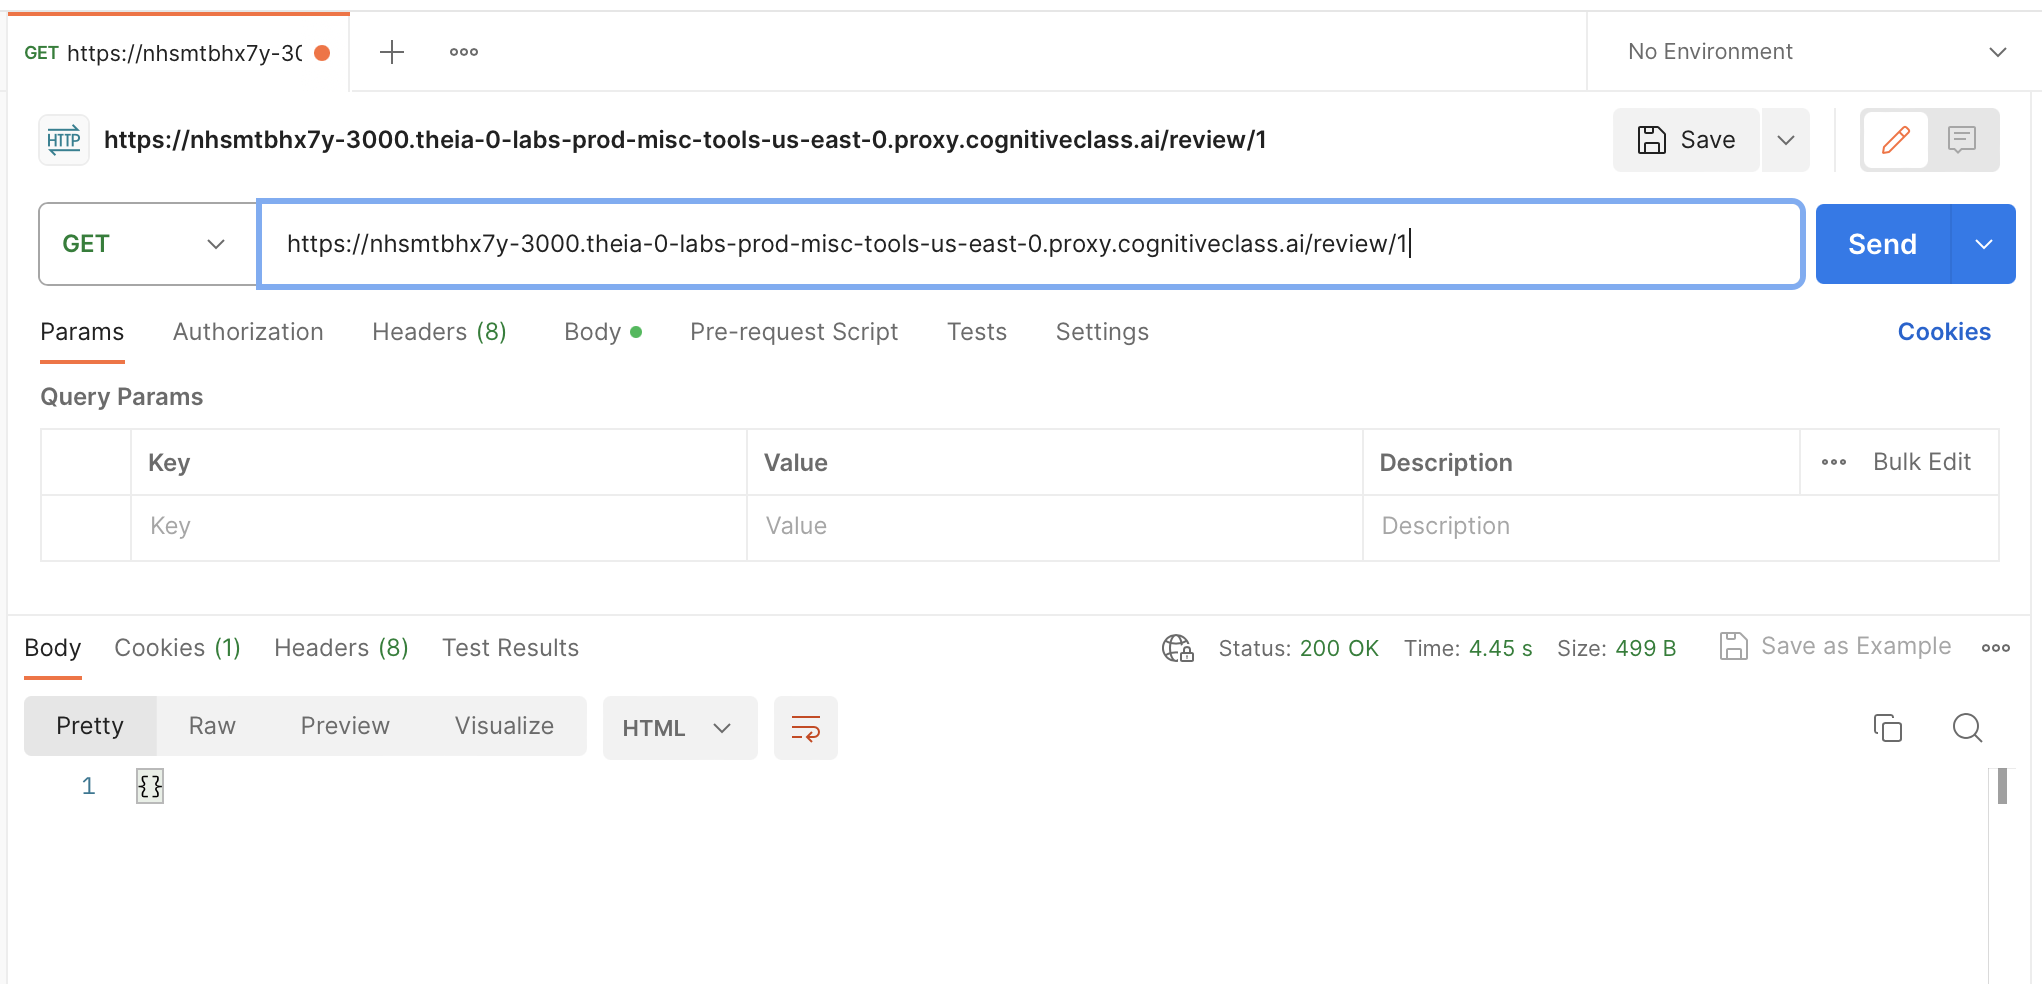 GET https://nhsmtbhx7y-30
No Environment
HTTP https://nhsmtbhx7y-3000.theia-0-labs-prod-misc-tools-us-east-0.proxy.cognitiveclass.ai/review/1
Save
GET https://nhsmtbhx7y-3000.theia-0-labs-prod-misc-tools-us-east-0.proxy.cognitiveclass.ai/review/1
Send
Params Authorization Headers (8) Body Pre-request Script Tests Settings Cookies
Query Params
Key Value Description Bulk Edit
Key Value Description
Body Cookies (1) Headers (8) Test Results Status: 200 OK Time: 4.45 s Size: 499 B Save as Example
Pretty Raw Preview Visualize HTML
1 {}